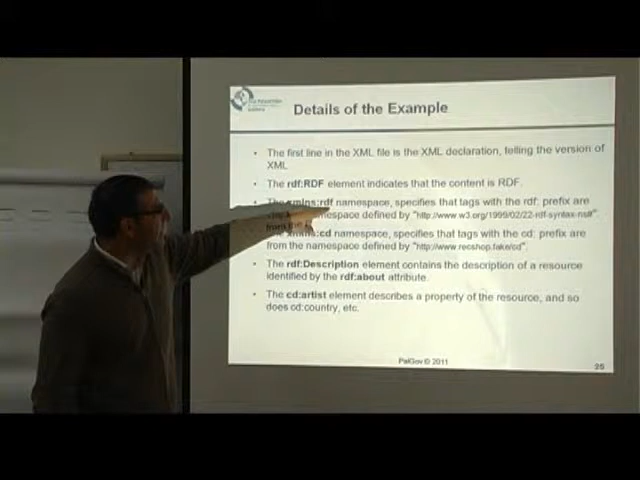 Details of the Example
• The first line in the XML file is the XML declaration, telling the version of
XML
• The rdf:RDF element indicates that the content is RDF.
• The xmlns:rdf namespace, specifies that tags with the rdf: prefix are
from the namespace defined by "http://www.w3.org/1999/02/22-rdf-syntax-ns#".
• The xmlns:cd namespace, specifies that tags with the cd: prefix are
from the namespace defined by "http://www.recshop.fake/cd".
• The rdf:Description element contains the description of a resource
identified by the rdf:about attribute.
• The cd:artist element describes a property of the resource, and so
does cd:country, etc.
PalGov © 2011
25